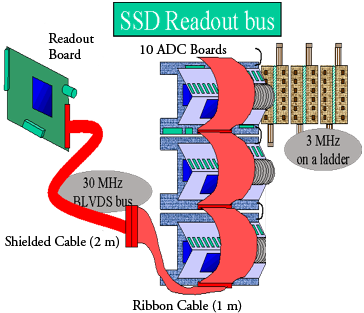 SSD Readout bus
Readout
Board
10 ADC Boards
3 MHz
on a ladder
30 MHz
BLVDS bus
Shielded Cable (2 m)
Ribbon Cable (1 m)